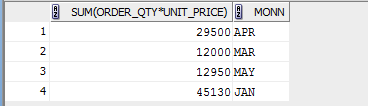 SUM(ORDER_QTY*UNIT_PRICE) MONN
1 29500 APR
2 12000 MAR
3 12950 MAY
4 45130 JAN